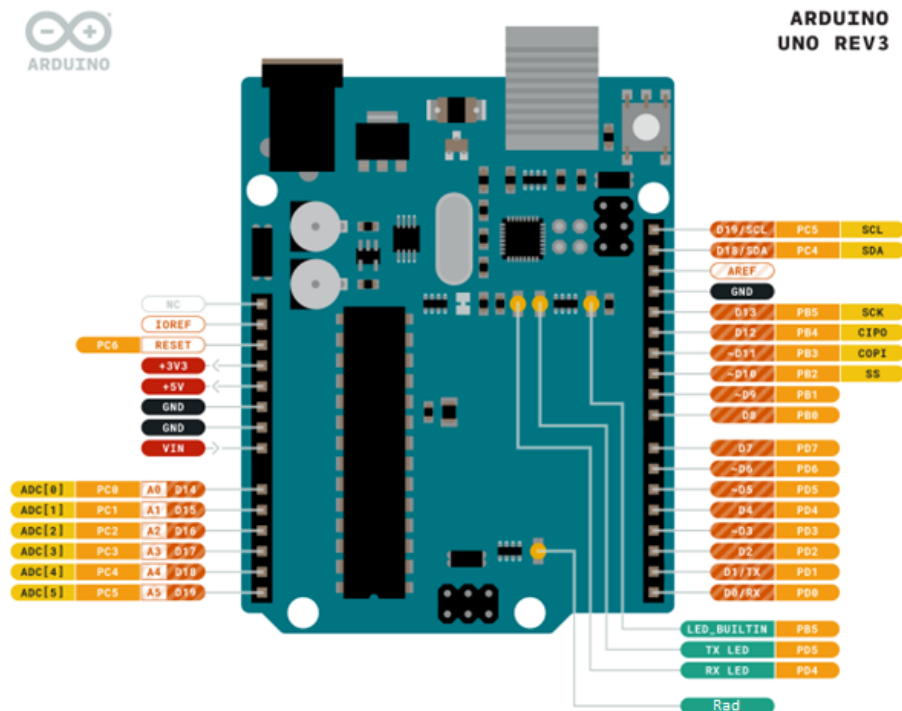 ARDUINO
ARDUINO
UNO REV3
NC
IOREF
PC6 RESET
+3V3
+5V
GND
GND
VIN
ADC[0] PC0 A0 D14
ADC[1] PC1 A1 D15
ADC[2] PC2 A2 D16
ADC[3] PC3 A3 D17
ADC[4] PC4 A4 D18
ADC[5] PC5 A5 D19
D19/SCL PC5 SCL
D18/SDA PC4 SDA
AREF
GND
D13 PB5 SCK
D12 PB4 CIPO
~D11 PB3 COPI
~D10 PB2 SS
~D9 PB1
D8 PB0
D7 PD7
~D6 PD6
~D5 PD5
D4 PD4
~D3 PD3
D2 PD2
D1/TX PD1
D0/RX PD0
LED_BUILTIN PB5
TX LED PD5
RX LED PD4
Rad